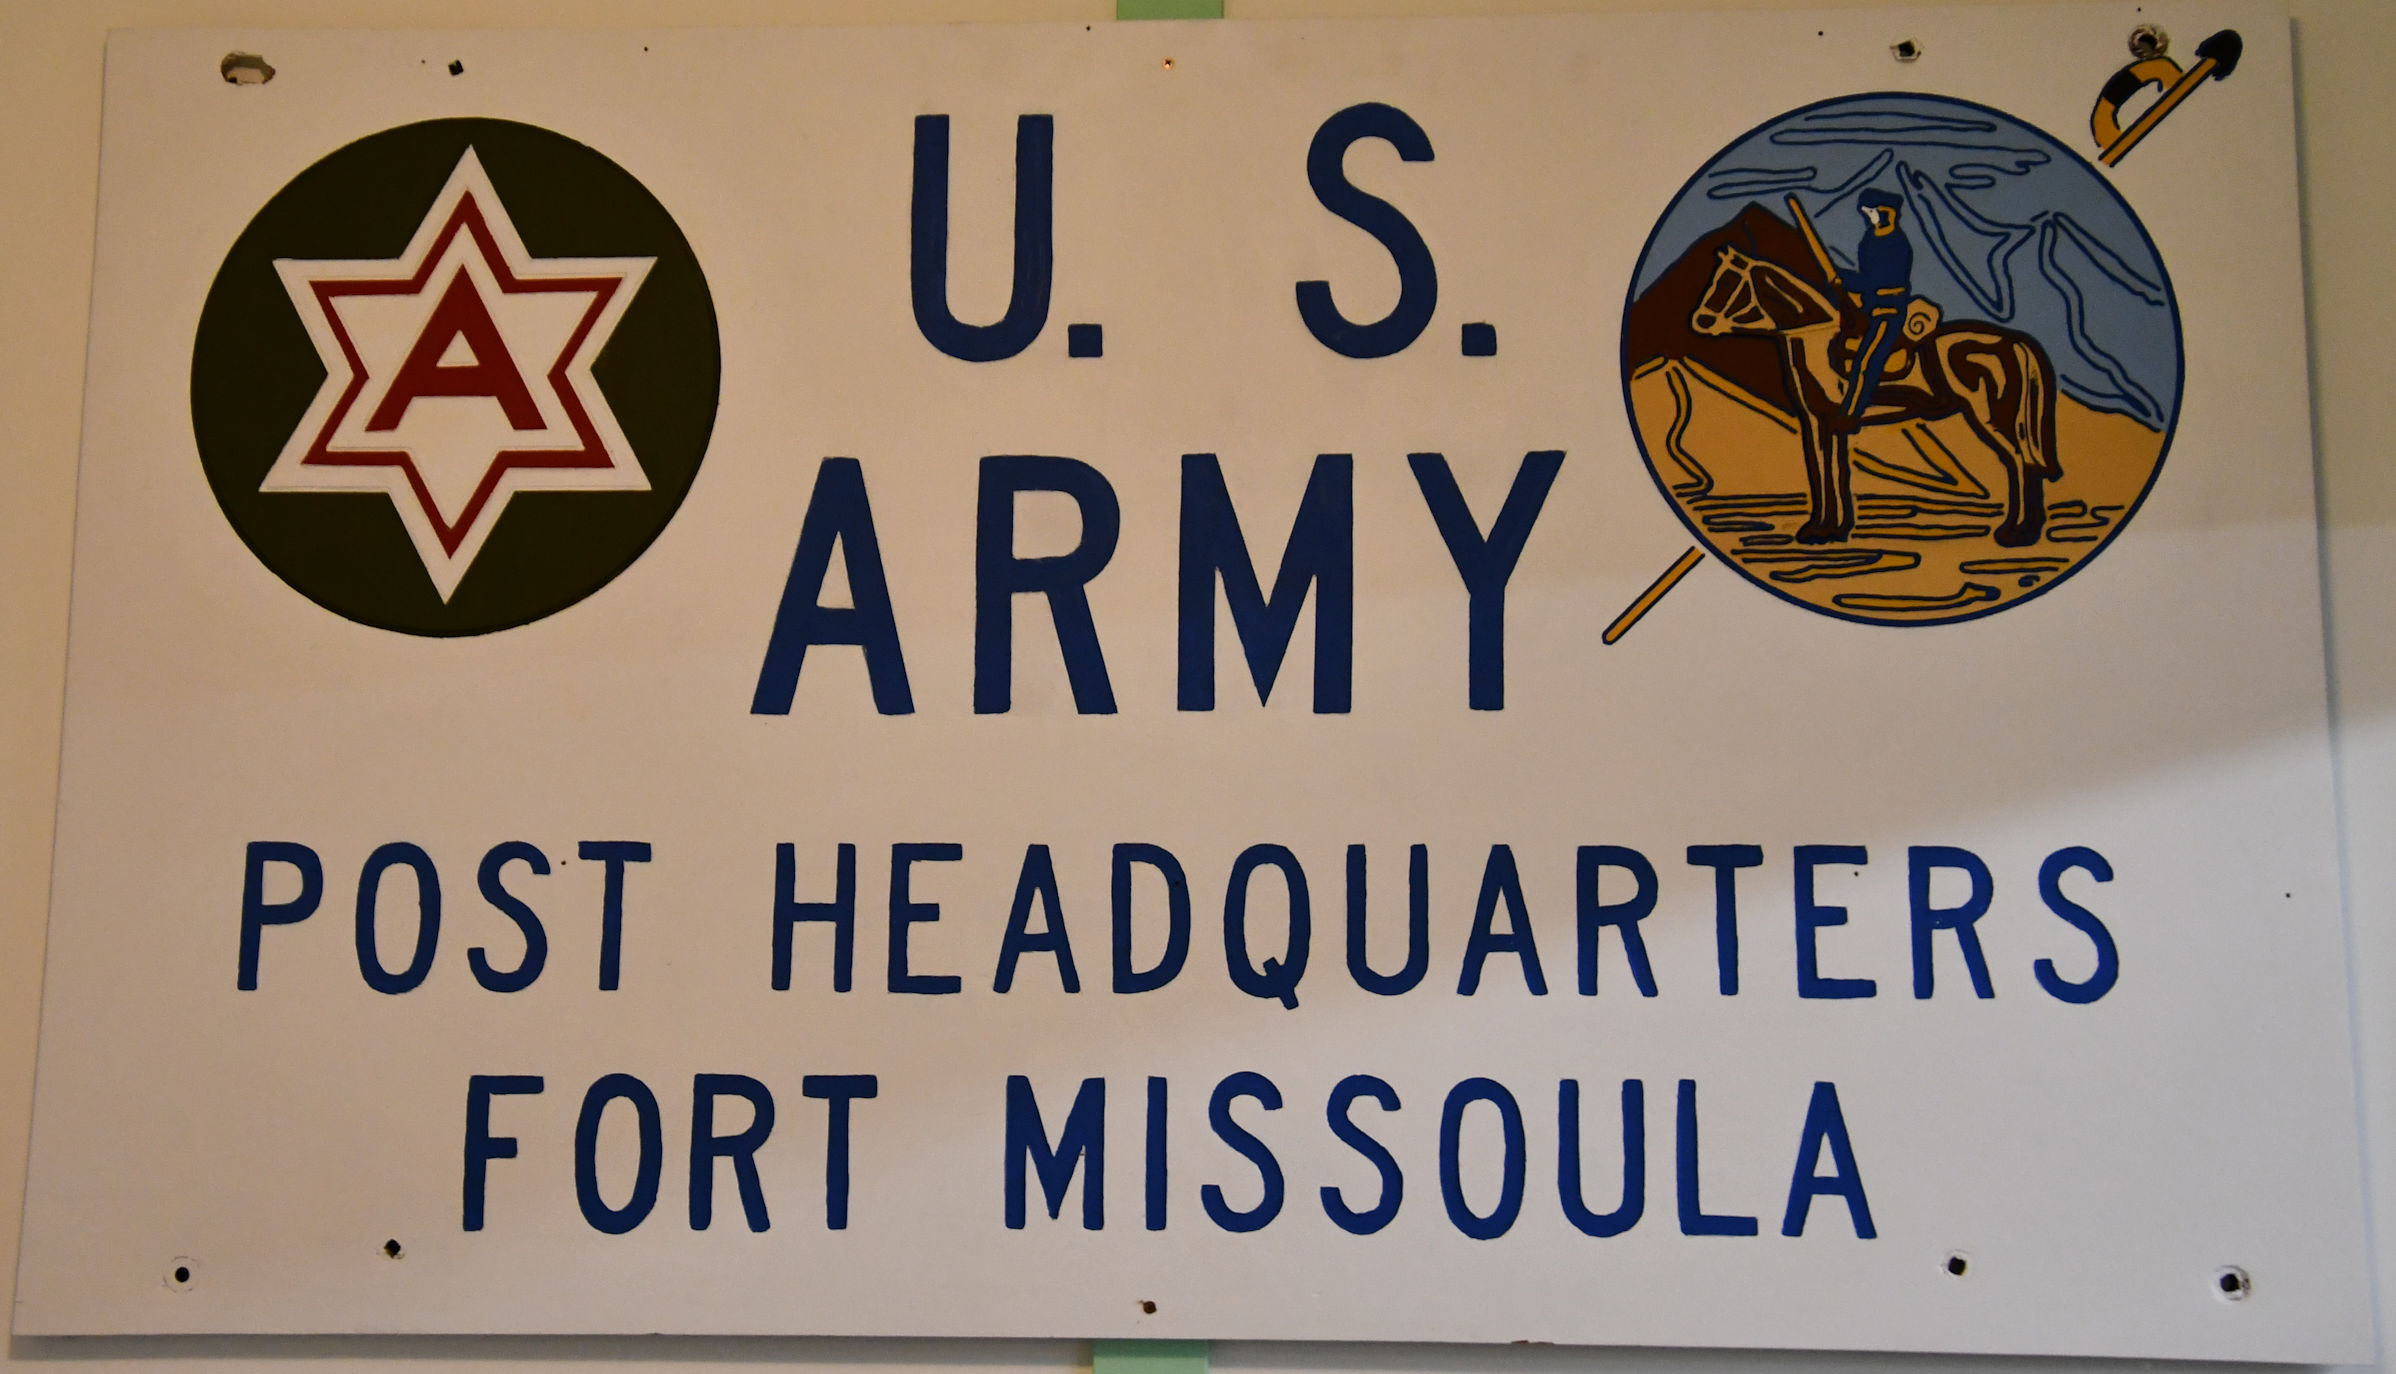 A
U. S.
ARMY
POST HEADQUARTERS
FORT MISSOULA